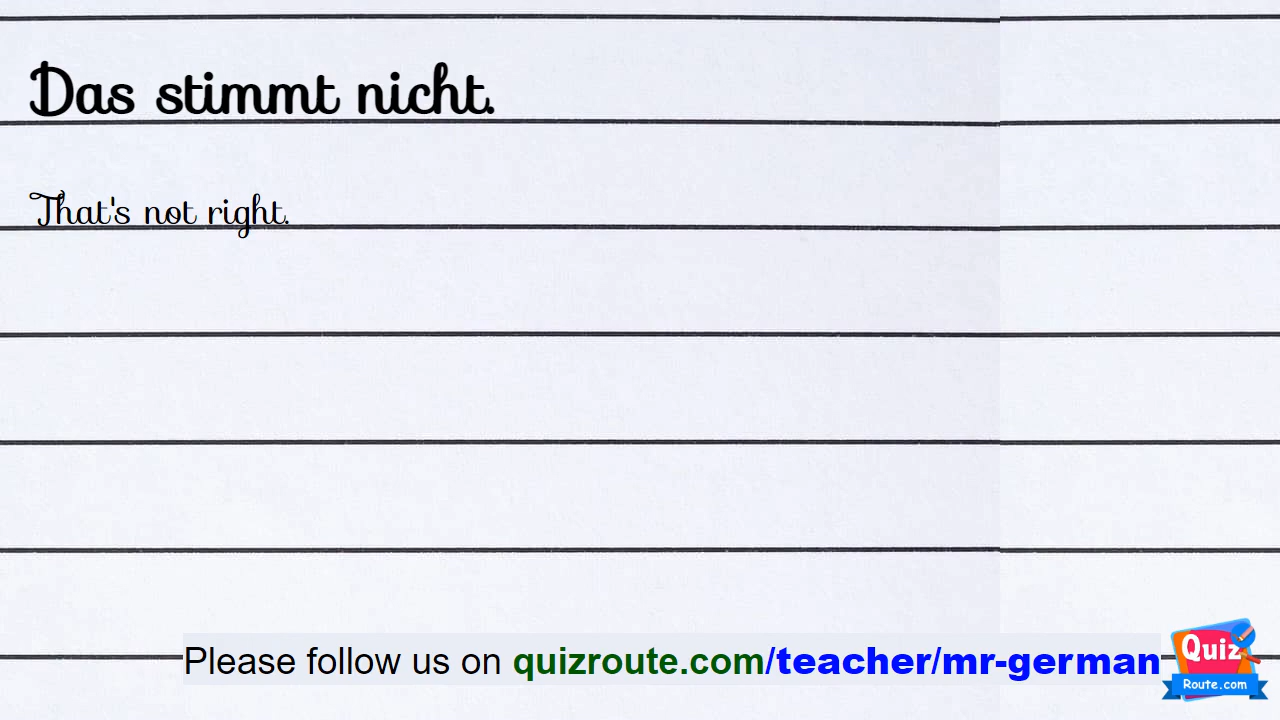 Das stimmt nicht.
That's not right.
Please follow us on quizroute.com/teacher/mr-german
Quiz
Route.com